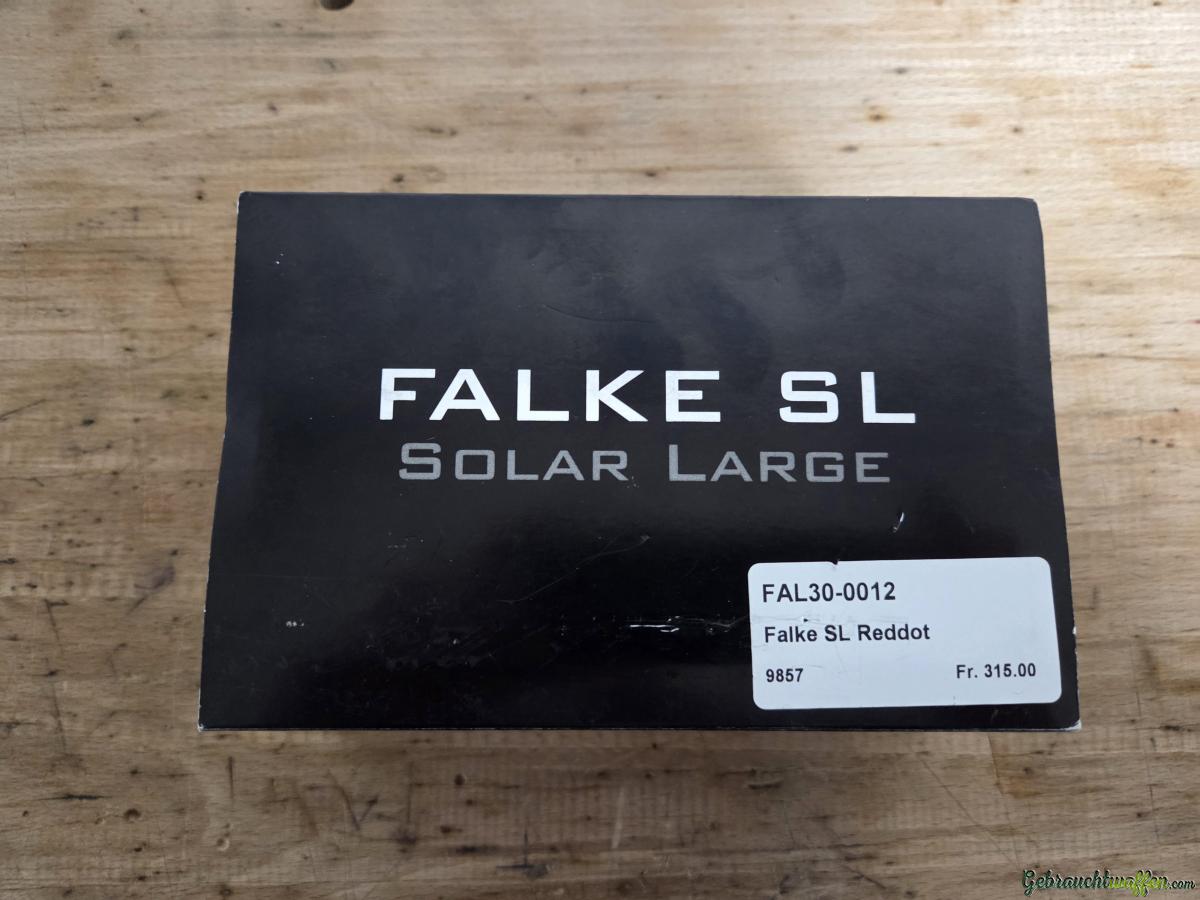 FALKE SL
SOLAR LARGE
FAL30-0012
Falke SL Reddot
9857 Fr. 315.00
Gebrauchtwaffen.com